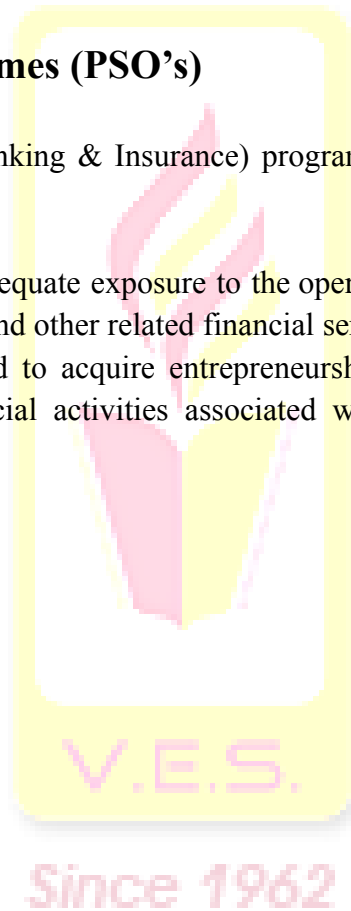 mes (PSO's)
nking & Insurance) program
equate exposure to the oper
nd other related financial ser
d to acquire entrepreneursh
cial activities associated w
V.E.S.
Since 1962